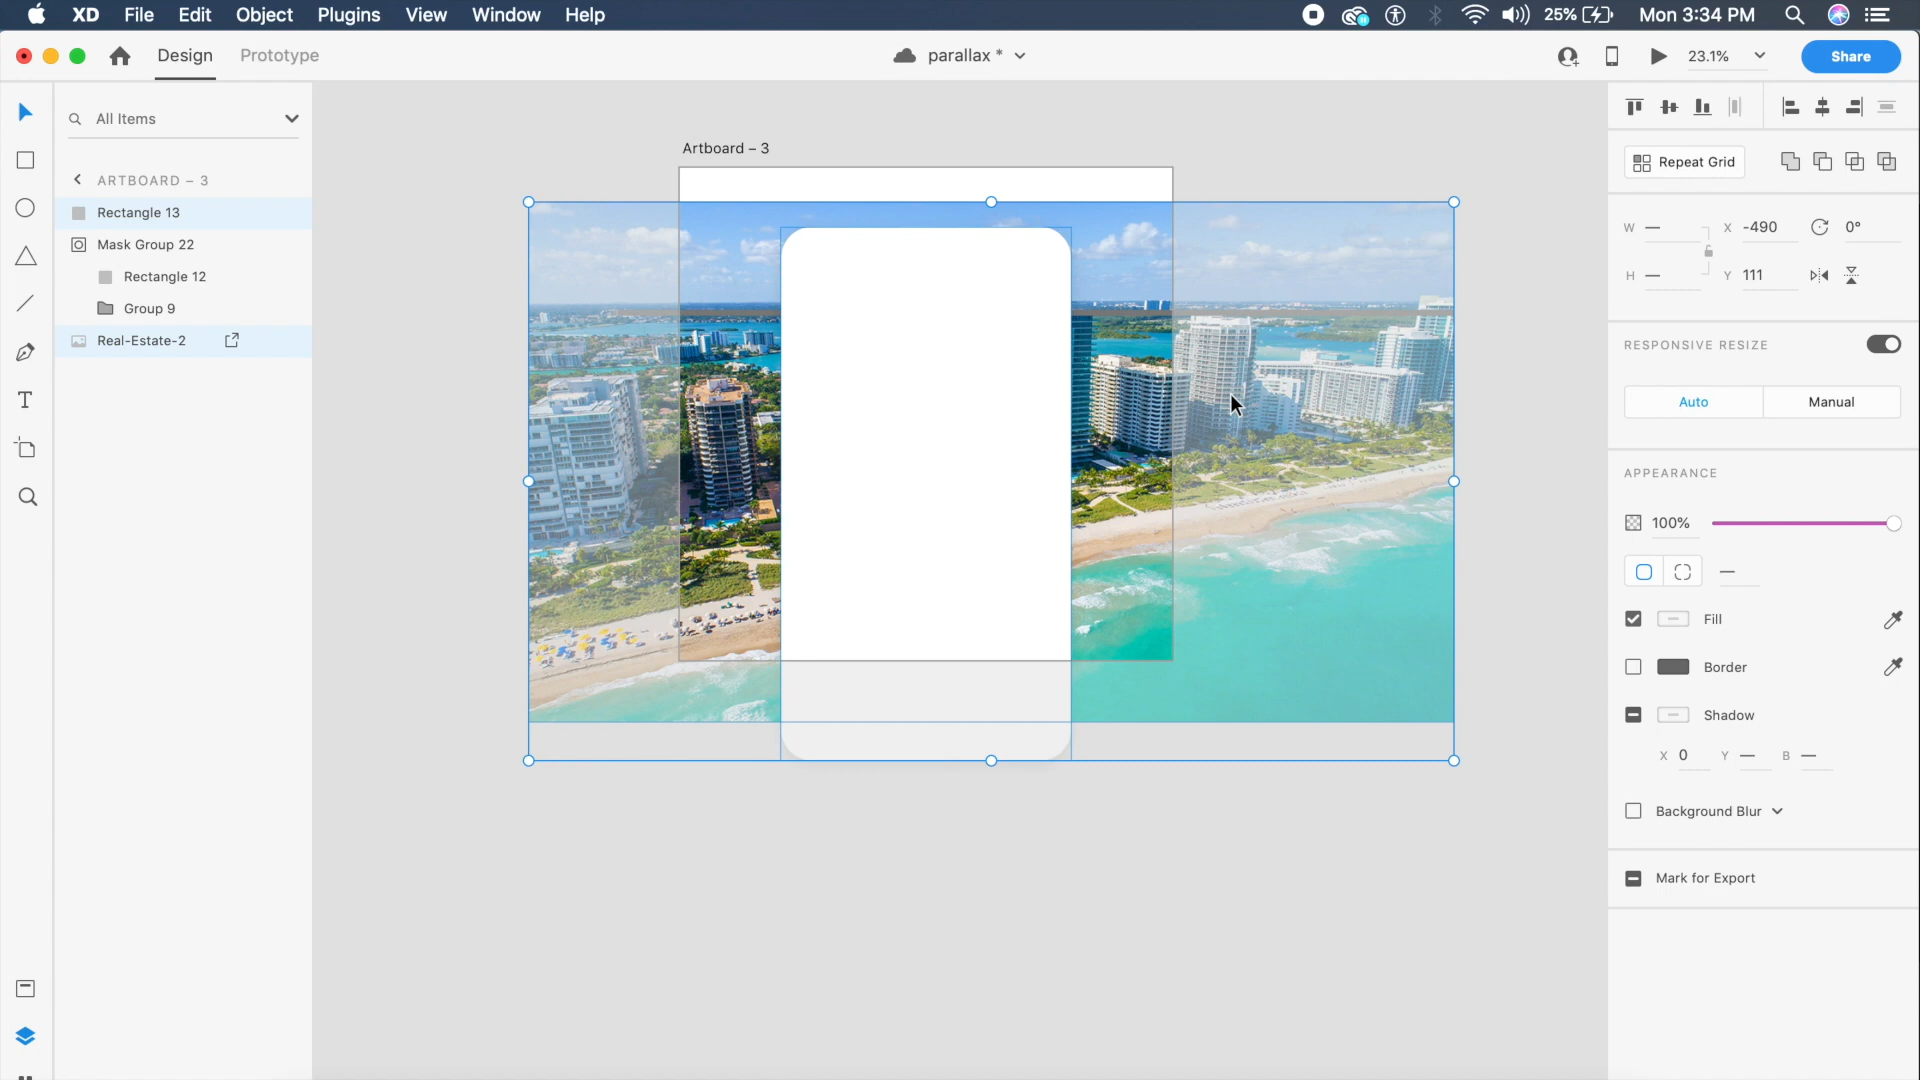 XD File Edit Object Plugins View Window Help 25% Mon 3:34 PM
Design Prototype parallax * 23.1% Share
All Items
ARTBOARD – 3
Rectangle 13
Mask Group 22
Rectangle 12
Group 9
Real-Estate-2
Artboard – 3
Repeat Grid
W — X -490 0°
H — Y 111
RESPONSIVE RESIZE
Auto Manual
APPEARANCE
100%
—
Fill
Border
Shadow
X 0 Y — B —
Background Blur
Mark for Export